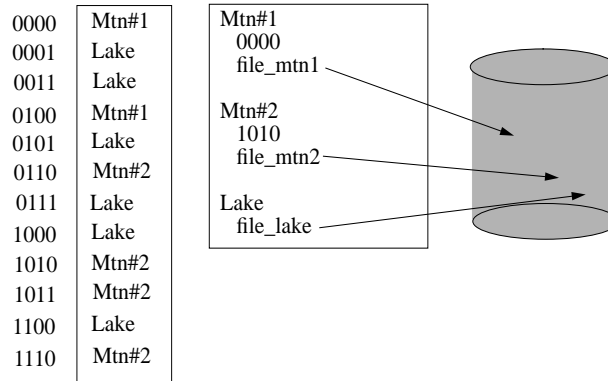 0000 Mtn#1
0001 Lake
0011 Lake
0100 Mtn#1
0101 Lake
0110 Mtn#2
0111 Lake
1000 Lake
1010 Mtn#2
1011 Mtn#2
1100 Lake
1110 Mtn#2
Mtn#1
0000
file_mtn1
Mtn#2
1010
file_mtn2
Lake
file_lake